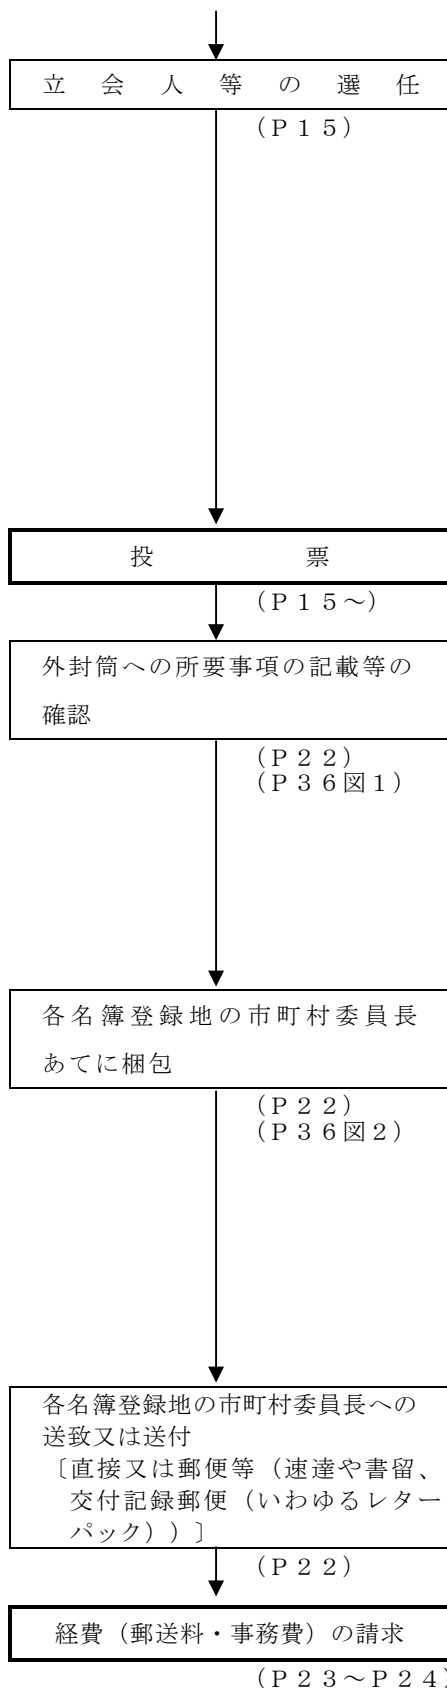 立会人等の選任
（Ｐ１５）
投票
（Ｐ１５～）
外封筒への所要事項の記載等の
確認
（Ｐ２２）
（Ｐ３６図１）
各名簿登録地の市町村委員長
あてに梱包
（Ｐ２２）
（Ｐ３６図２）
各名簿登録地の市町村委員長への
送致又は送付
〔直接又は郵便等（速達や書留、
交付記録郵便（いわゆるレター
パック））〕
（Ｐ２２）
経費（郵送料・事務費）の請求
（Ｐ２３～Ｐ２４）